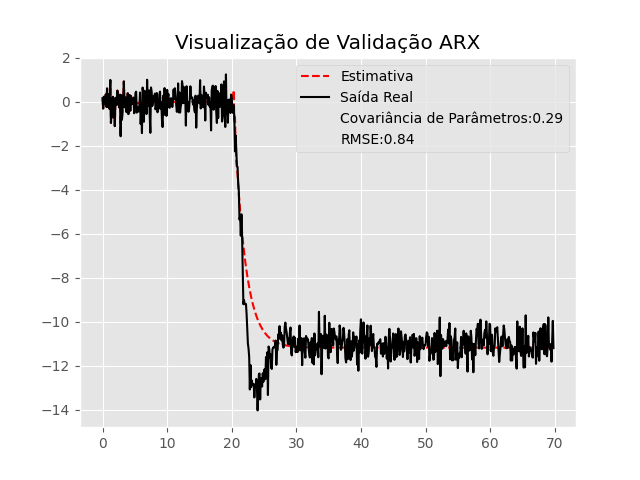 Visualização de Validação ARX
Estimativa
Saída Real
Covariância de Parâmetros:0.29
RMSE:0.84
2
0
−2
−4
−6
−8
−10
−12
−14
0 10 20 30 40 50 60 70